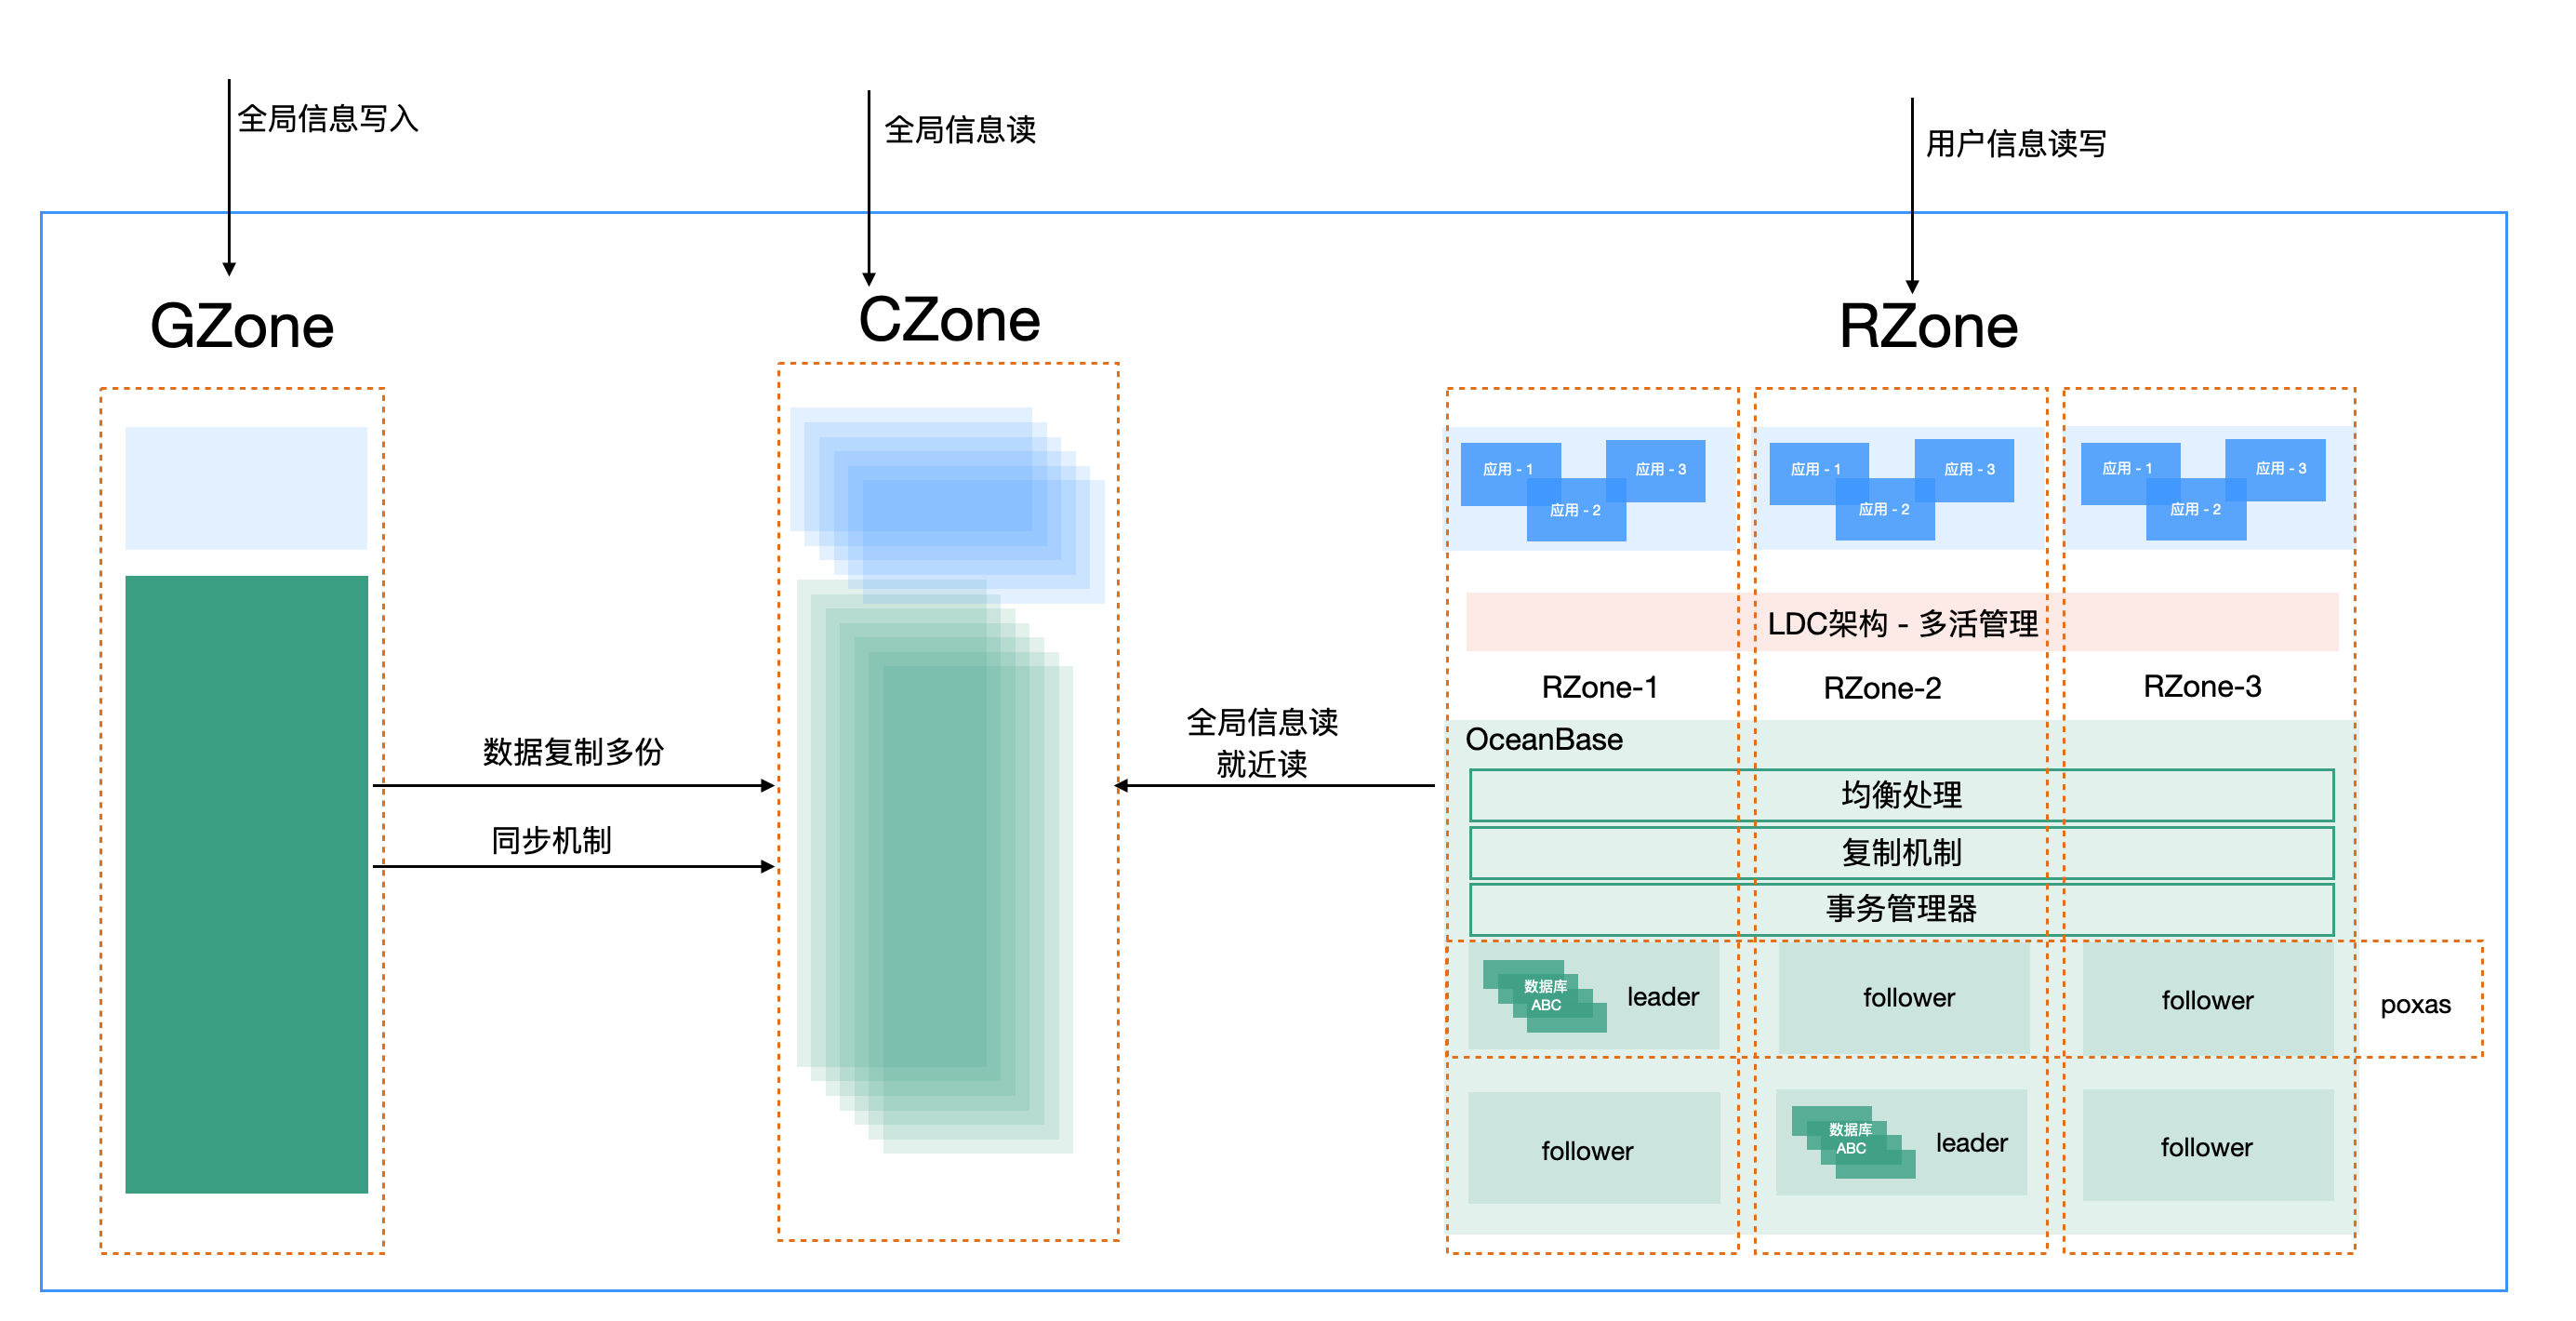 全局信息写入
全局信息读
用户信息读写
GZone
CZone
RZone
应用 - 1
应用 - 3
应用 - 2
应用 - 1
应用 - 3
应用 - 2
应用 - 1
应用 - 3
应用 - 2
LDC架构 - 多活管理
RZone-1
RZone-2
RZone-3
数据复制多份
同步机制
全局信息读
就近读
OceanBase
均衡处理
复制机制
事务管理器
数据库
ABC
leader
follower
follower
poxas
follower
数据库
ABC
leader
follower